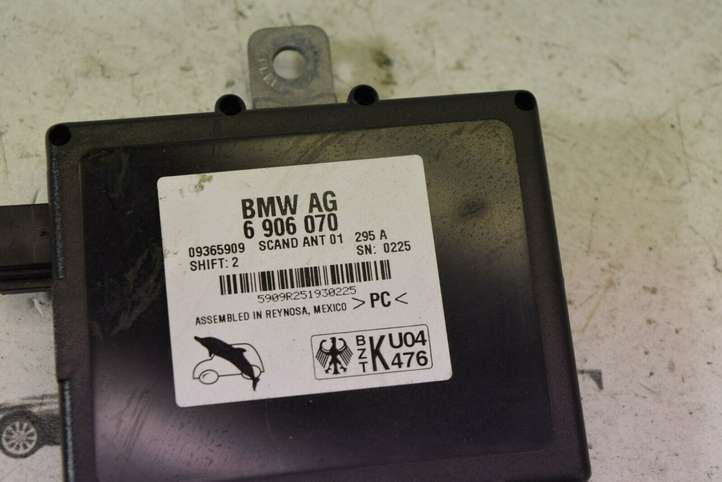 BMW AG
6 906 070
09365909 SCAND ANT 01 295 A
SHIFT: 2 SN: 0225
5909R251930225
ASSEMBLED IN REYNOSA, MEXICO >PC<
BZT K U04
476